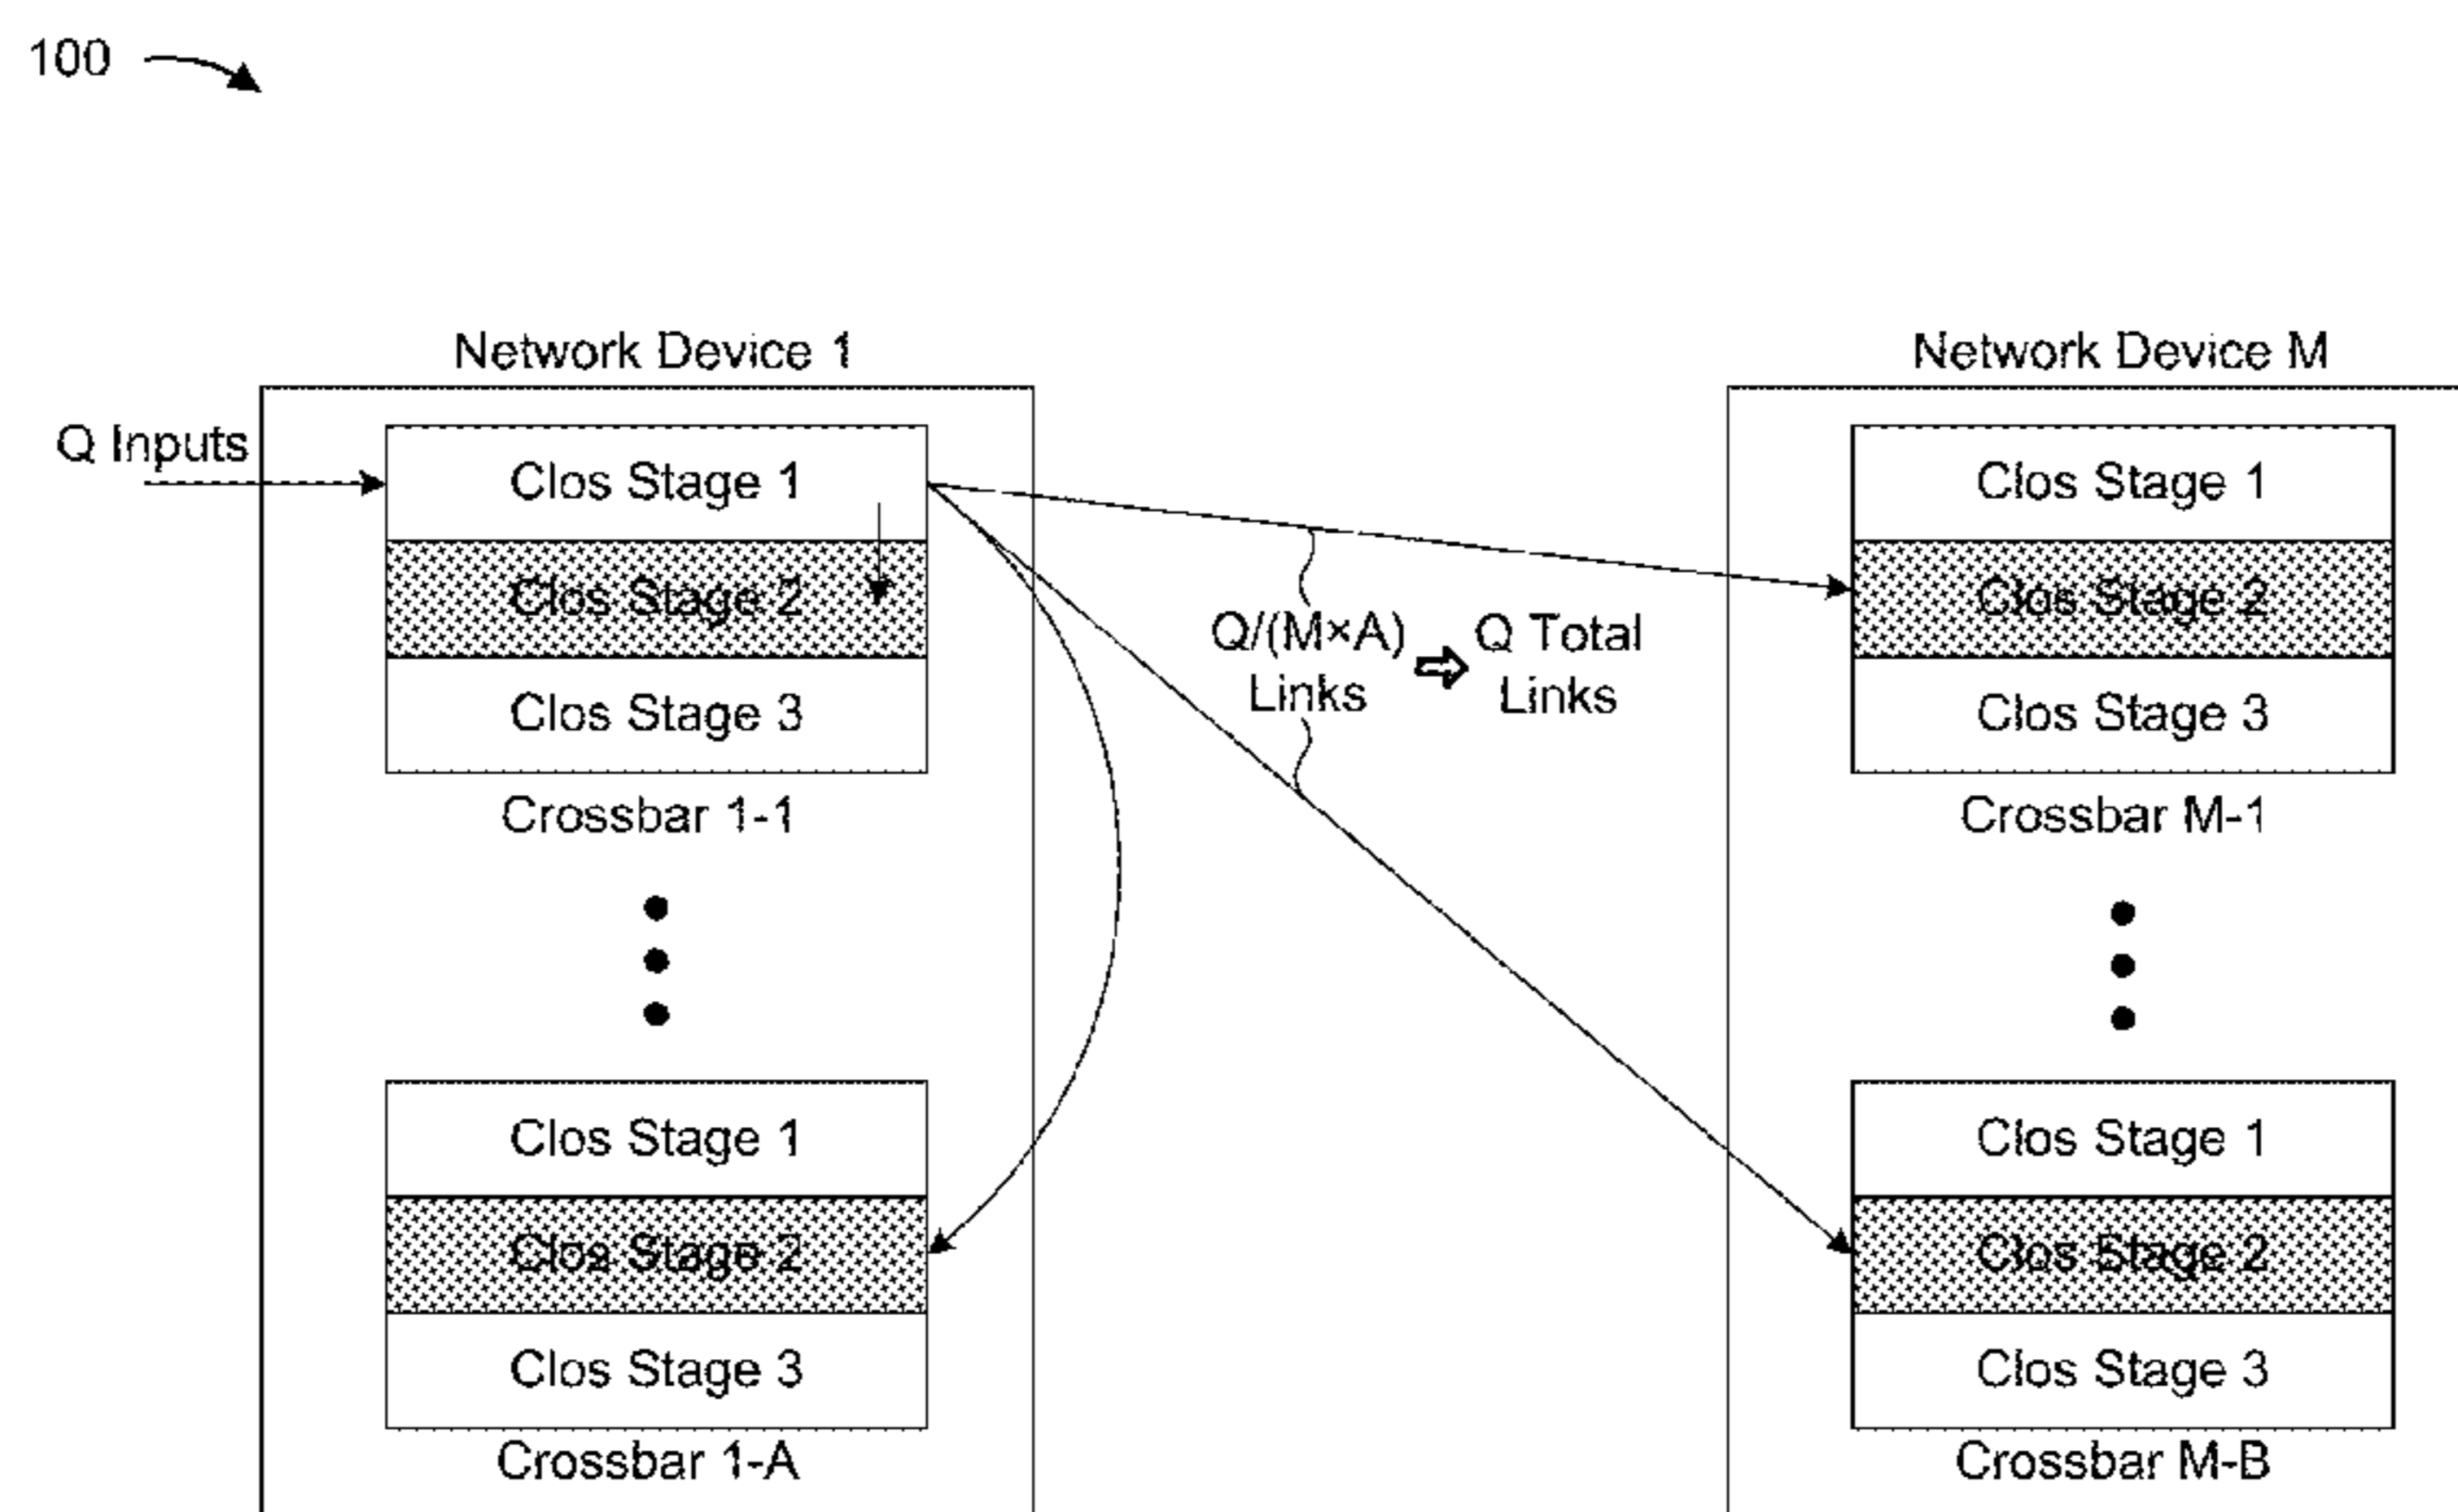 100
Network Device 1
Network Device M
Q Inputs
Clos Stage 1
Clos Stage 2
Clos Stage 3
Crossbar 1-1
Clos Stage 1
Clos Stage 2
Clos Stage 3
Crossbar 1-A
Q/(M×A)
Links
Q Total
Links
Clos Stage 1
Clos Stage 2
Clos Stage 3
Crossbar M-1
Clos Stage 1
Clos Stage 2
Clos Stage 3
Crossbar M-B